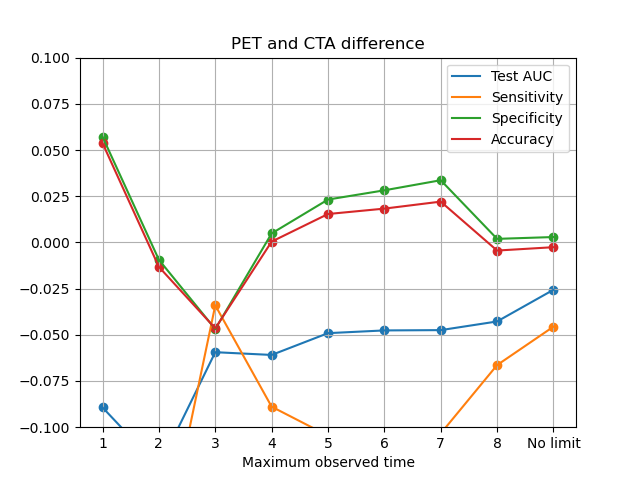 PET and CTA difference
0.100
0.075
0.050
0.025
0.000
−0.025
−0.050
−0.075
−0.100
Test AUC
Sensitivity
Specificity
Accuracy
1 2 3 4 5 6 7 8 No limit
Maximum observed time